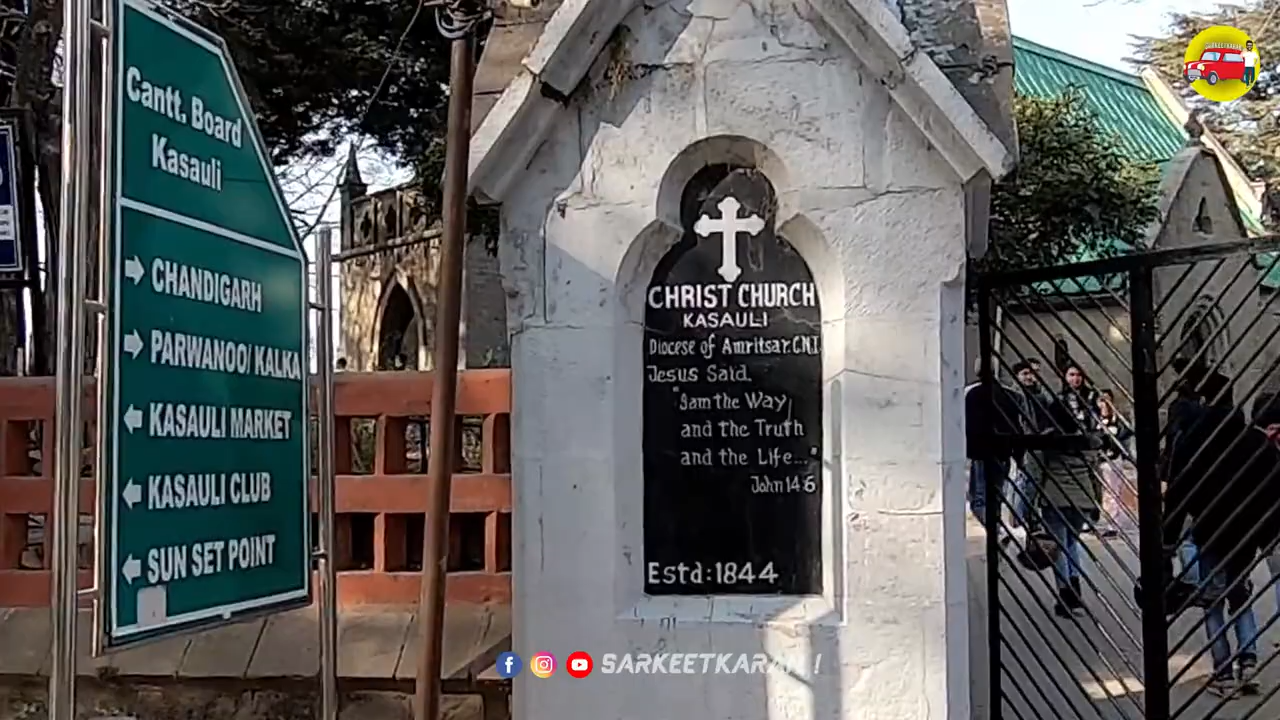 Cantt. Board
Kasauli
CHANDIGARH
PARWANOO/ KALKA
KASAULI MARKET
KASAULI CLUB
SUN SET POINT
CHRIST CHURCH
KASAULI
Diocese of Amritsar.C.N.I
Jesus Said.
"Iam the Way
and the Truth
and the Life..."
John 14:6
Estd:1844
SARKEETKARAN
SARKEETKARAN !